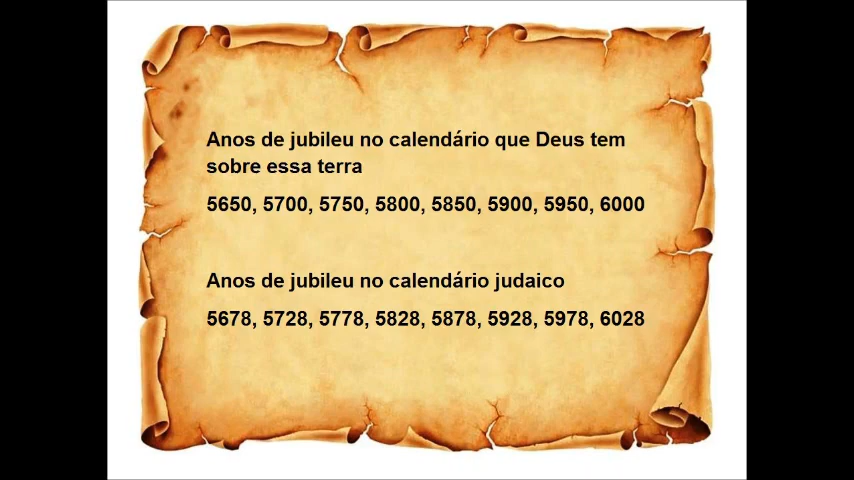 Anos de jubileu no calendário que Deus tem
sobre essa terra
5650, 5700, 5750, 5800, 5850, 5900, 5950, 6000
Anos de jubileu no calendário judaico
5678, 5728, 5778, 5828, 5878, 5928, 5978, 6028